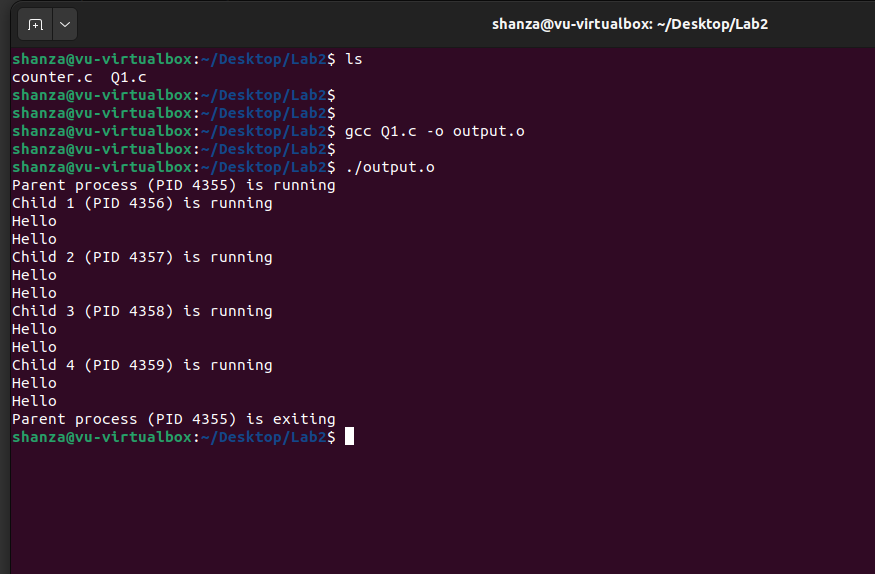 shanza@vu-virtualbox: ~/Desktop/Lab2
shanza@vu-virtualbox:~/Desktop/Lab2$ ls
counter.c  Q1.c
shanza@vu-virtualbox:~/Desktop/Lab2$
shanza@vu-virtualbox:~/Desktop/Lab2$
shanza@vu-virtualbox:~/Desktop/Lab2$ gcc Q1.c -o output.o
shanza@vu-virtualbox:~/Desktop/Lab2$
shanza@vu-virtualbox:~/Desktop/Lab2$ ./output.o
Parent process (PID 4355) is running
Child 1 (PID 4356) is running
Hello
Hello
Child 2 (PID 4357) is running
Hello
Hello
Child 3 (PID 4358) is running
Hello
Hello
Child 4 (PID 4359) is running
Hello
Hello
Parent process (PID 4355) is exiting
shanza@vu-virtualbox:~/Desktop/Lab2$